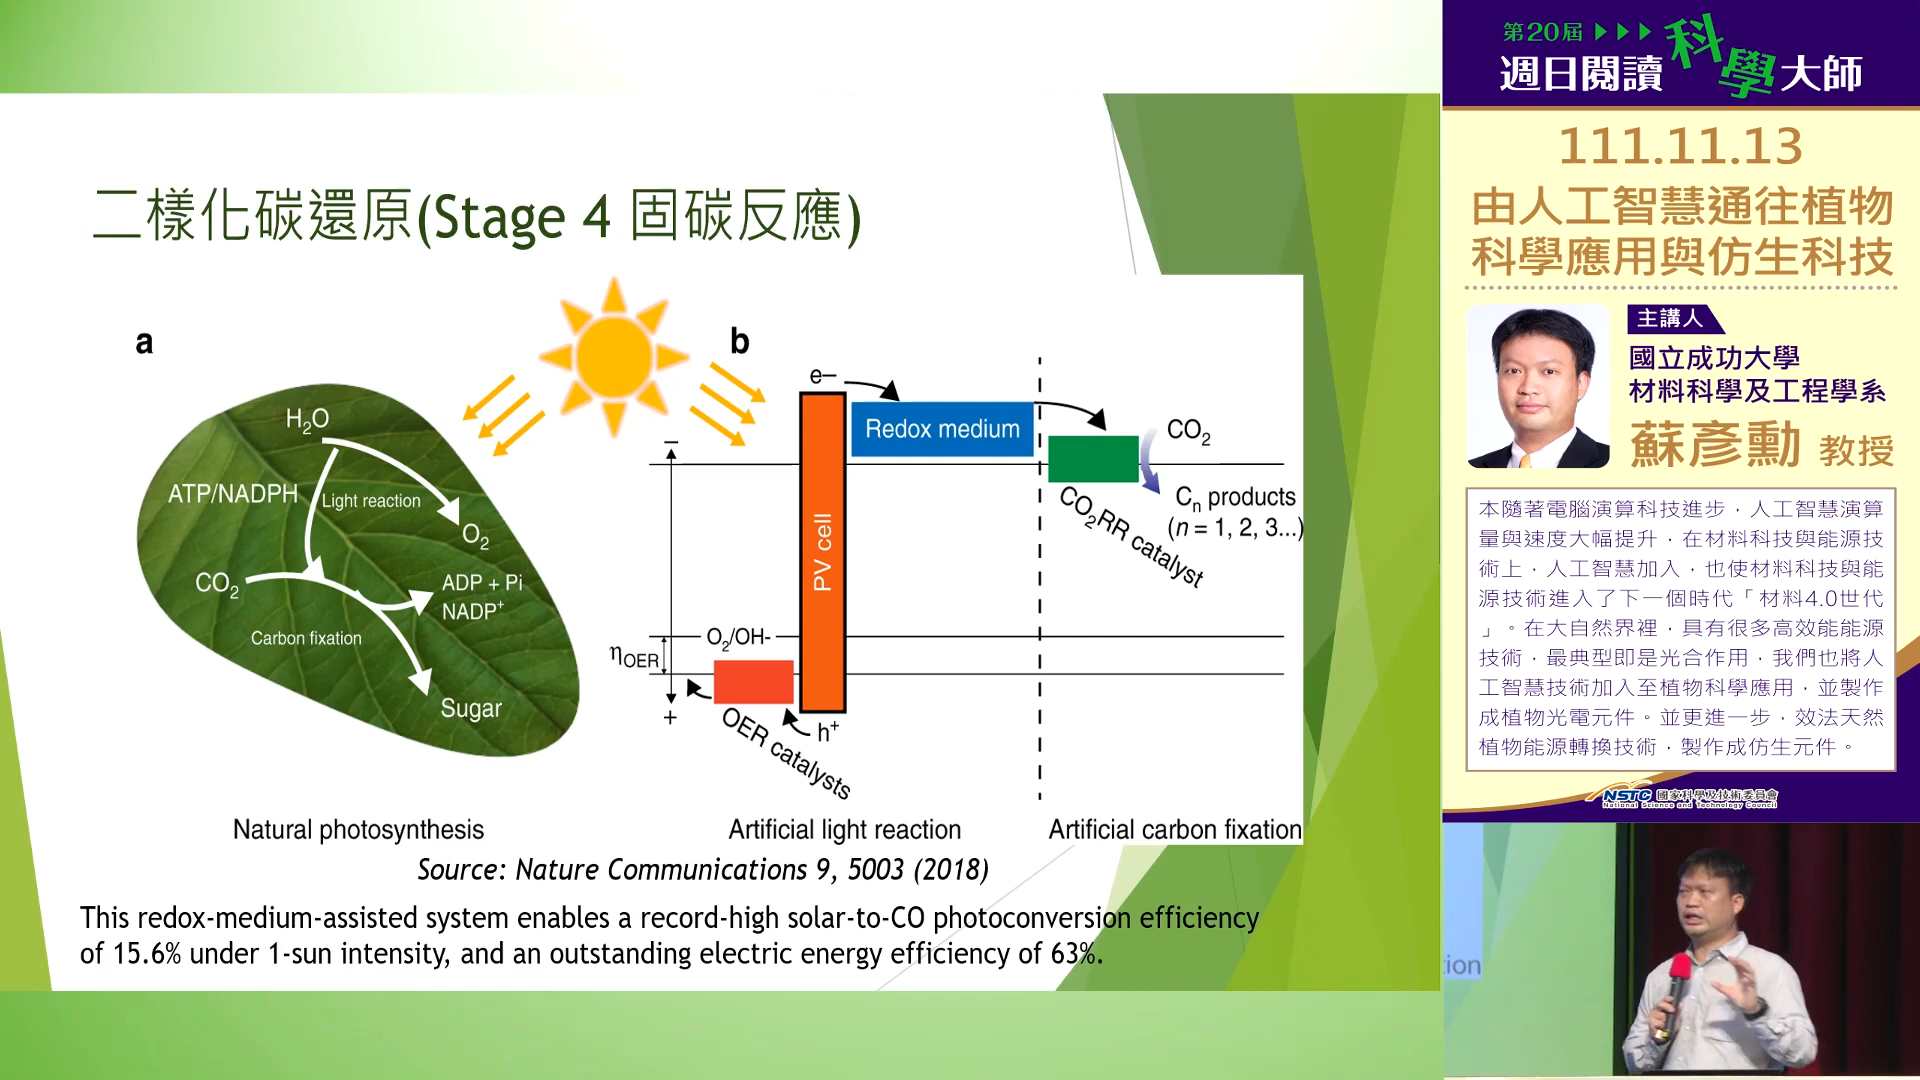 二樣化碳還原(Stage 4 固碳反應)
a
b
H2O
ATP/NADPH
Light reaction
O2
CO2
ADP + Pi
NADP+
Carbon fixation
Sugar
e–
Redox medium
CO2
Cn products
(n = 1, 2, 3...)
CO2RR catalyst
PV cell
–
O2/OH-
ηOER
+
h+
OER catalysts
Natural photosynthesis
Artificial light reaction
Artificial carbon fixation
Source: Nature Communications 9, 5003 (2018)
This redox-medium-assisted system enables a record-high solar-to-CO photoconversion efficiency
of 15.6% under 1-sun intensity, and an outstanding electric energy efficiency of 63%.
第20屆
週日閱讀科學大師
111.11.13
由人工智慧通往植物
科學應用與仿生科技
主講人
國立成功大學
材料科學及工程學系
蘇彥勳 教授
本隨著電腦演算科技進步，人工智慧演算
量與速度大幅提升，在材料科技與能源技
術上，人工智慧加入，也使材料科技與能
源技術進入了下一個時代「材料4.0世代
」。在大自然界裡，具有很多高效能能源
技術，最典型即是光合作用，我們也將人
工智慧技術加入至植物科學應用，並製作
成植物光電元件。並更進一步，效法天然
植物能源轉換技術，製作成仿生元件。
NSTC 國家科學及技術委員會
National Science and Technology Council
tion